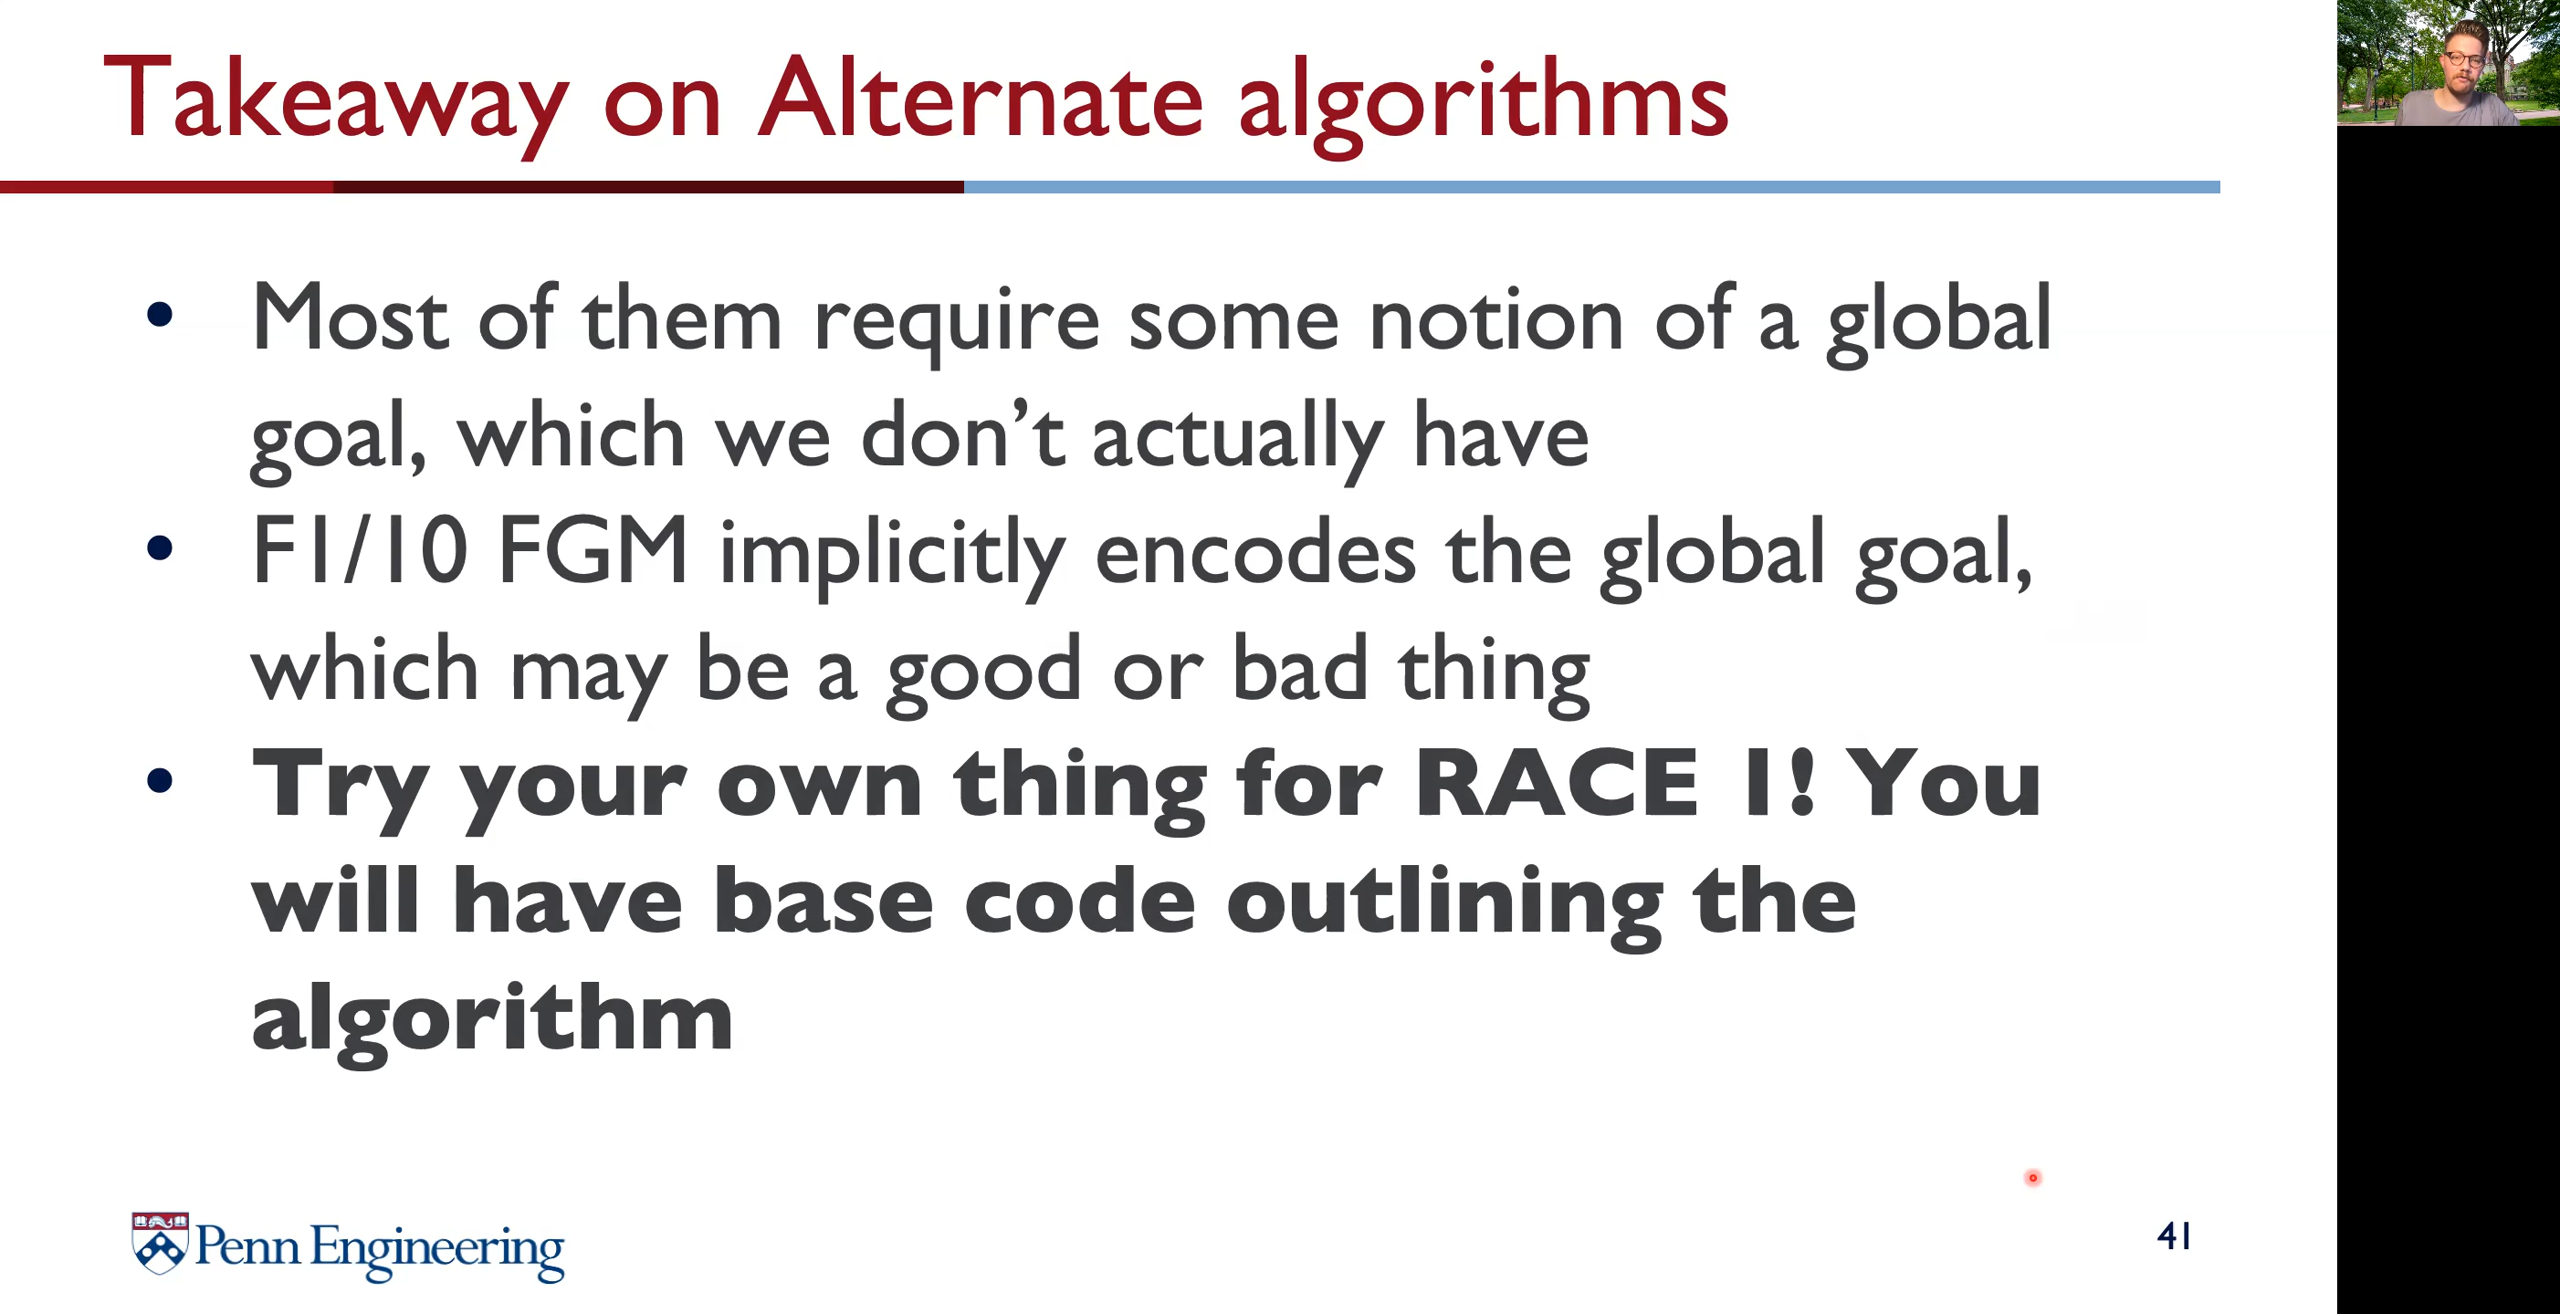 Takeaway on Alternate algorithms
• Most of them require some notion of a global
goal, which we don’t actually have
• F1/10 FGM implicitly encodes the global goal,
which may be a good or bad thing
• Try your own thing for RACE 1! You
will have base code outlining the
algorithm
Penn Engineering
41